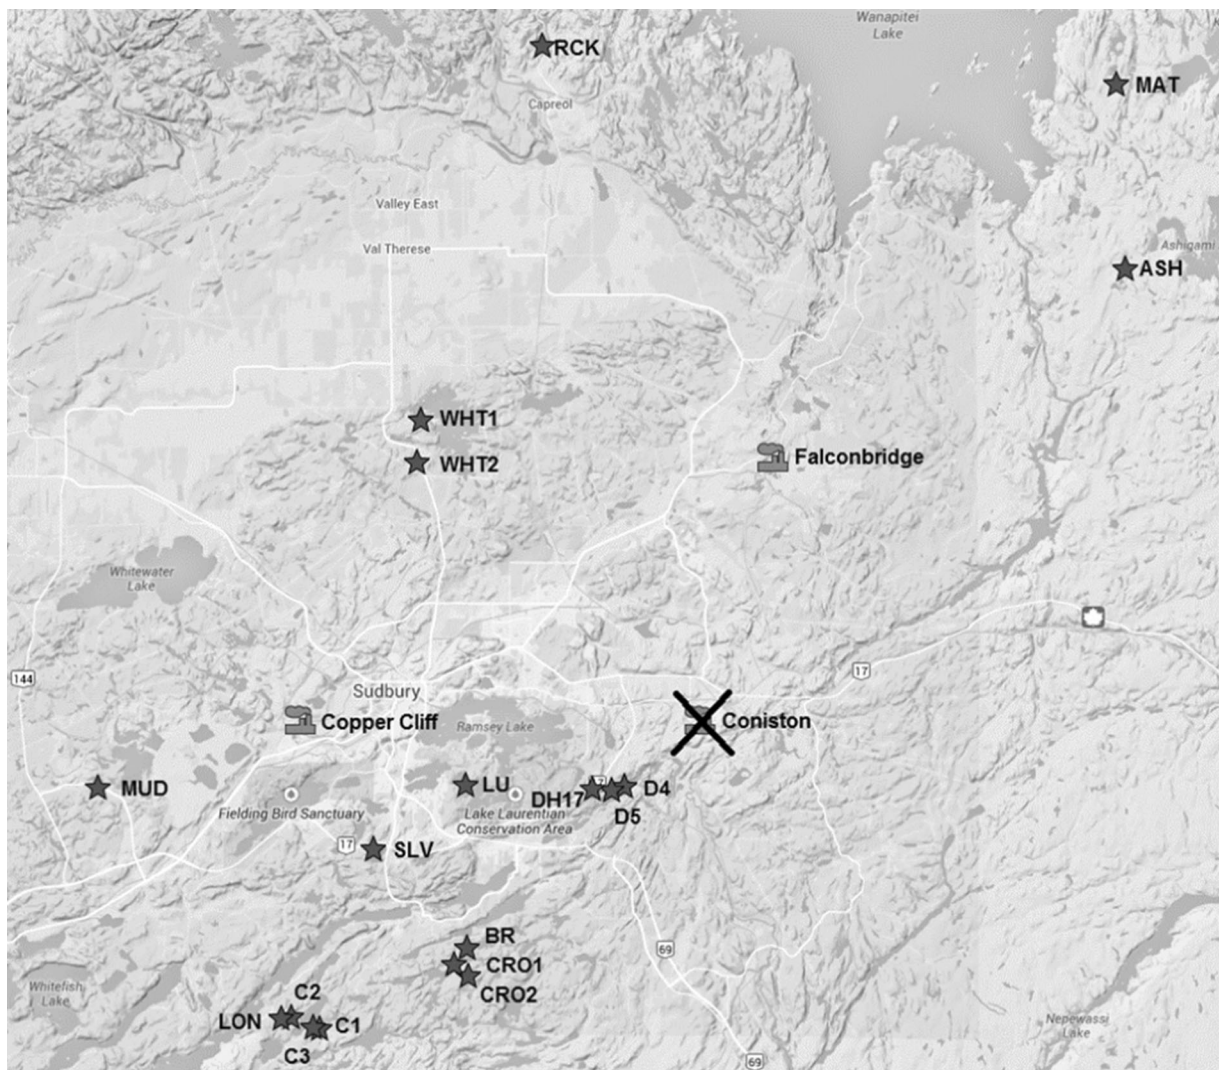 Wanapitei
Lake
RCK
MAT
Capreol
Valley East
Val Therese
Ashigami
ASH
WHT1
WHT2
Falconbridge
Whitewater
Lake
144
17
Sudbury
Copper Cliff
Ramsey Lake
Coniston
MUD
LU
DH17
D4
D5
Fielding Bird Sanctuary
Lake Laurentian
Conservation Area
17
SLV
BR
69
CRO1
CRO2
Whitefish
Lake
C2
LON
C1
C3
Nepewassi
Lake
69